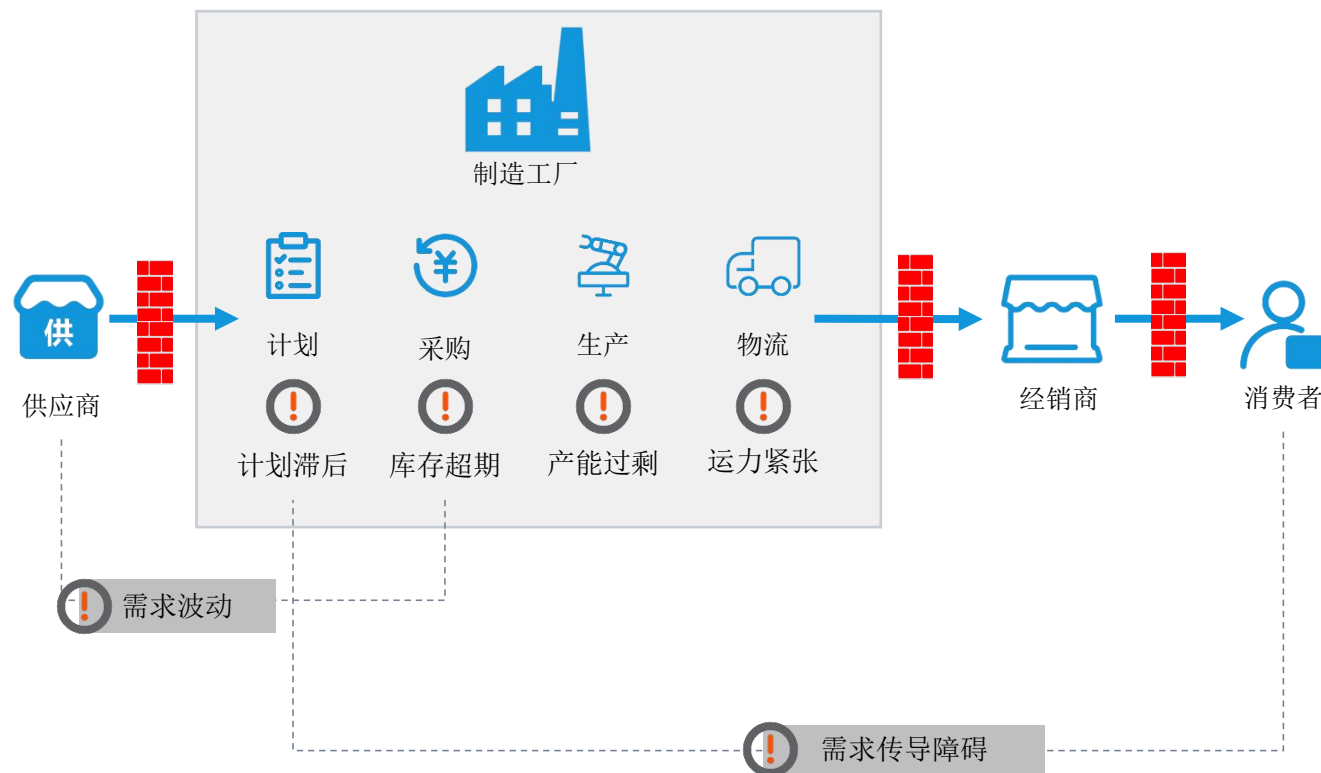 制造工厂
供
供应商
计划
采购
生产
物流
经销商
消费者
计划滞后
库存超期
产能过剩
运力紧张
需求波动
需求传导障碍